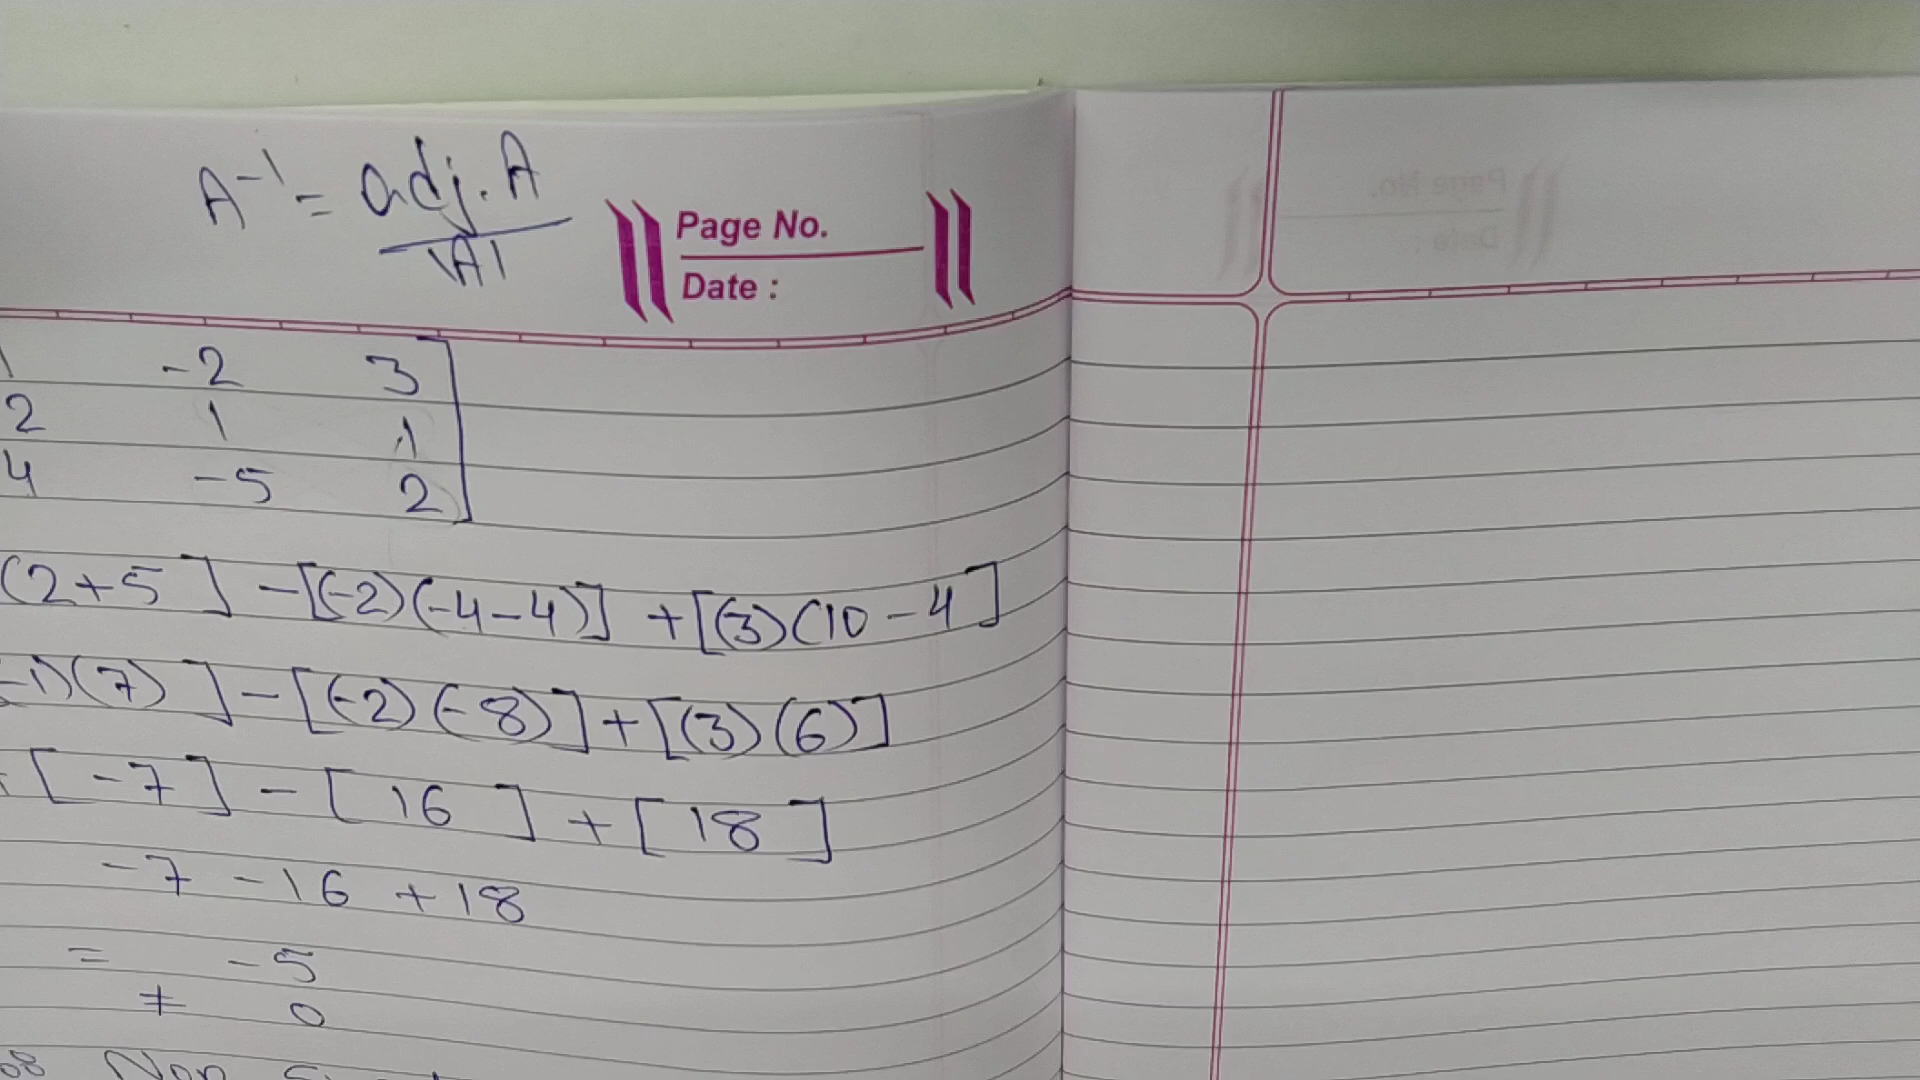 A⁻¹ = adj. A
|A|
Page No.
Date :
-2 3
2 1 1
4 -5 2
(2+5] -[(-2)(-4-4)] +[(3)(10-4]
-1)(7)] -[(-2)(-8)]+[(3)(6)]
[-7] -[16] +[18]
-7 -16 +18
= -5
≠ 0
Non